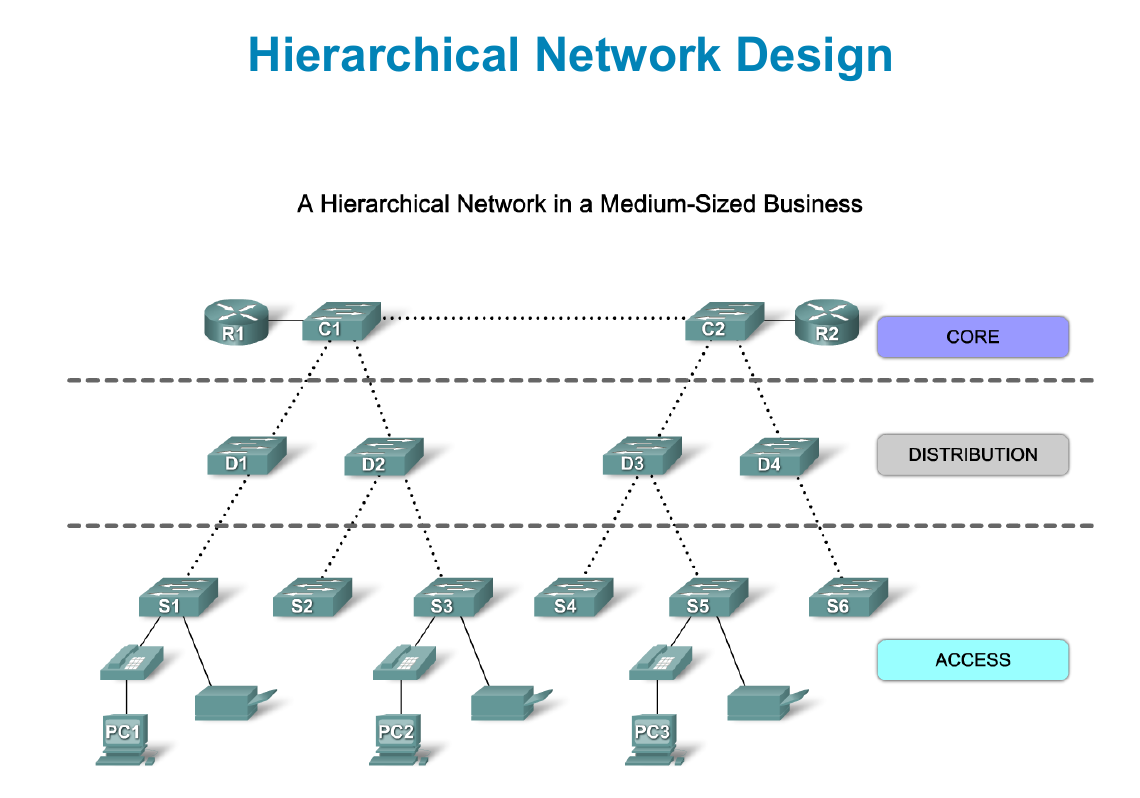 Hierarchical Network Design
A Hierarchical Network in a Medium-Sized Business
R1
C1
C2
R2
CORE
D1
D2
D3
D4
DISTRIBUTION
S1
S2
S3
S4
S5
S6
ACCESS
PC1
PC2
PC3